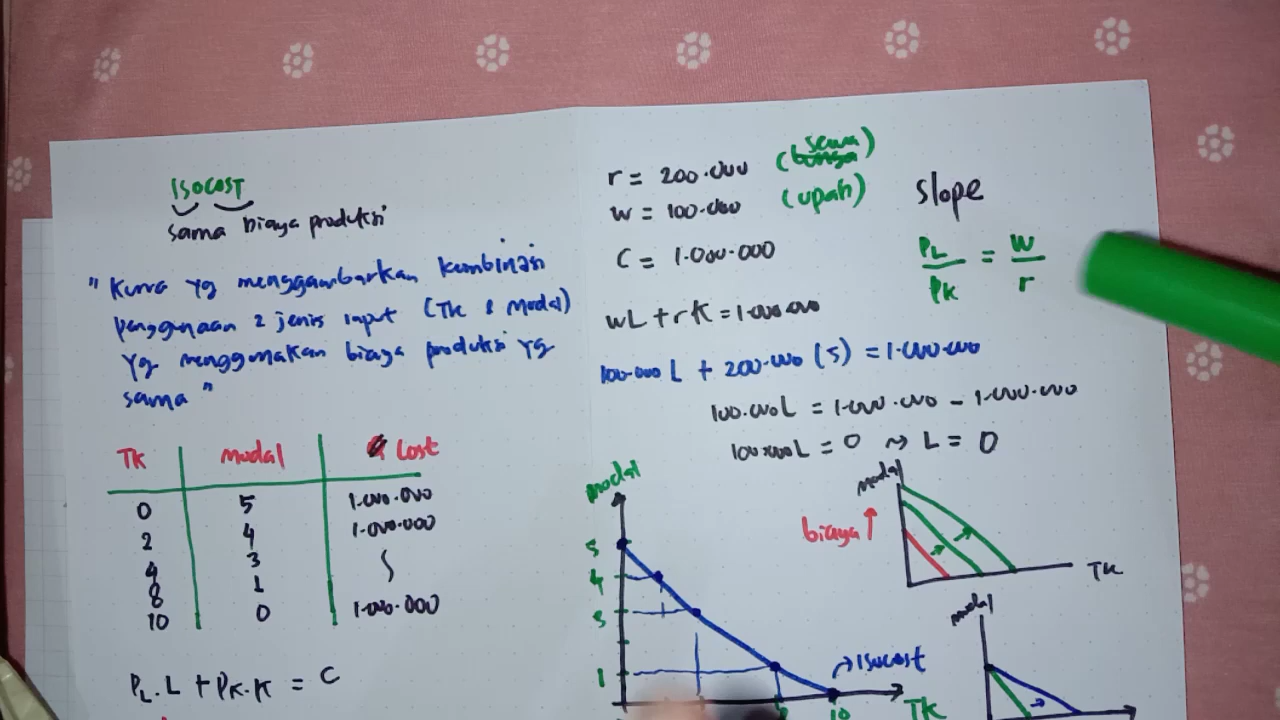 ISOCOST
sama biaya produksi
"Kurva yg menggambarkan kombinasi
penggunaan 2 jenis input (TK & Modal)
yg menggunakan biaya produksi yg
sama"
TK Modal Cost
0 5 1.000.000
2 4 1.000.000
4 3
8 1
10 0 1.000.000
PL.L + PK.K = C
r = 200.000 (sewa)
w = 100.000 (upah)
C = 1.000.000
wL + rK = 1.000.000
100.000 L + 200.000 (5) = 1.000.000
100.000L = 1.000.000 - 1.000.000
100.000L = 0 ~> L = 0
slope
PL/PK = W/r
modal
5
4
3
1
10
TK
Isocost
modal
biaya ↑
TK
modal